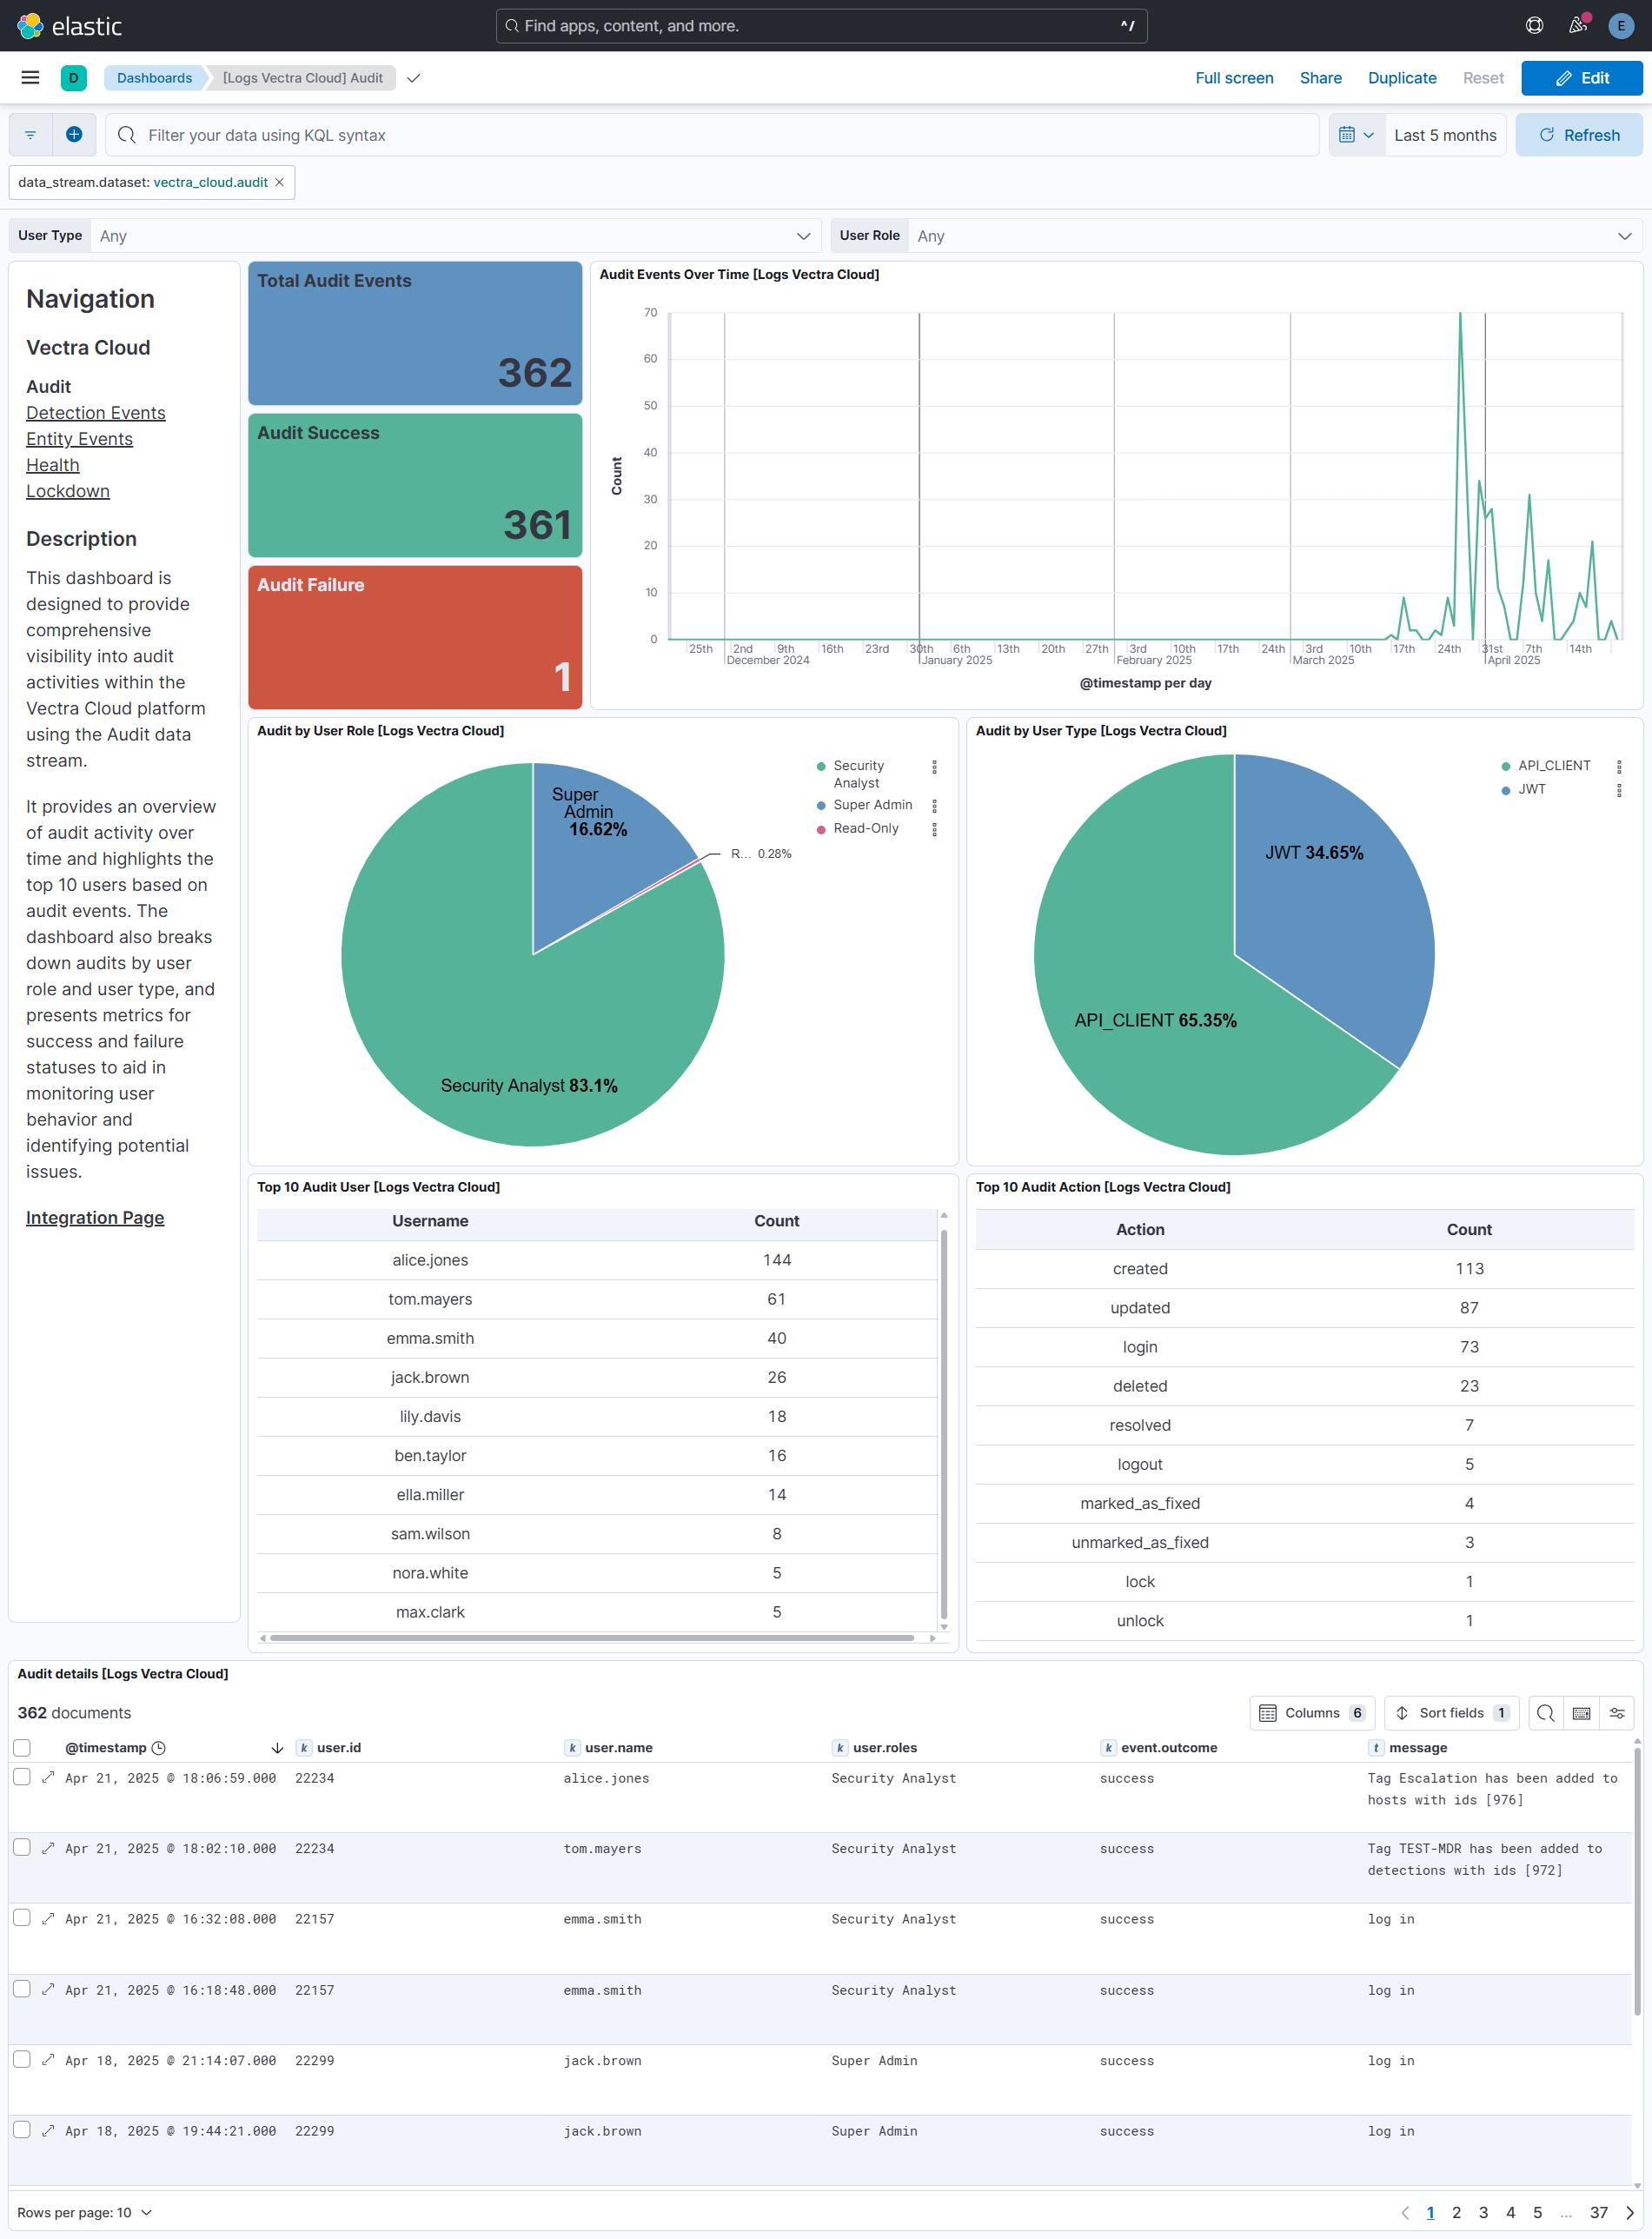 elastic
Find apps, content, and more.
^/
E
D
Dashboards
[Logs Vectra Cloud] Audit
Full screen
Share
Duplicate
Reset
Edit
Filter your data using KQL syntax
Last 5 months
Refresh
data_stream.dataset: vectra_cloud.audit ×
User Type
Any
User Role
Any
Navigation
Vectra Cloud
Audit
Detection Events
Entity Events
Health
Lockdown
Description
This dashboard is
designed to provide
comprehensive
visibility into audit
activities within the
Vectra Cloud platform
using the Audit data
stream.
It provides an overview
of audit activity over
time and highlights the
top 10 users based on
audit events. The
dashboard also breaks
down audits by user
role and user type, and
presents metrics for
success and failure
statuses to aid in
monitoring user
behavior and
identifying potential
issues.
Integration Page
Total Audit Events
362
Audit Success
361
Audit Failure
1
Audit Events Over Time [Logs Vectra Cloud]
Count
70
60
50
40
30
20
10
0
25th 2nd 9th 16th 23rd 30th 6th 13th 20th 27th 3rd 10th 17th 24th 3rd 10th 17th 24th 31st 7th 14th
December 2024 January 2025 February 2025 March 2025 April 2025
@timestamp per day
Audit by User Role [Logs Vectra Cloud]
Super
Admin
16.62%
R... 0.28%
Security Analyst 83.1%
Security
Analyst
Super Admin
Read-Only
Audit by User Type [Logs Vectra Cloud]
JWT 34.65%
API_CLIENT 65.35%
API_CLIENT
JWT
Top 10 Audit User [Logs Vectra Cloud]
Username Count
alice.jones 144
tom.mayers 61
emma.smith 40
jack.brown 26
lily.davis 18
ben.taylor 16
ella.miller 14
sam.wilson 8
nora.white 5
max.clark 5
Top 10 Audit Action [Logs Vectra Cloud]
Action Count
created 113
updated 87
login 73
deleted 23
resolved 7
logout 5
marked_as_fixed 4
unmarked_as_fixed 3
lock 1
unlock 1
Audit details [Logs Vectra Cloud]
362 documents
Columns 6
Sort fields 1
@timestamp k user.id k user.name k user.roles k event.outcome t message
Apr 21, 2025 @ 18:06:59.000 22234 alice.jones Security Analyst success Tag Escalation has been added to
hosts with ids [976]
Apr 21, 2025 @ 18:02:10.000 22234 tom.mayers Security Analyst success Tag TEST-MDR has been added to
detections with ids [972]
Apr 21, 2025 @ 16:32:08.000 22157 emma.smith Security Analyst success log in
Apr 21, 2025 @ 16:18:48.000 22157 emma.smith Security Analyst success log in
Apr 18, 2025 @ 21:14:07.000 22299 jack.brown Super Admin success log in
Apr 18, 2025 @ 19:44:21.000 22299 jack.brown Super Admin success log in
Rows per page: 10
1 2 3 4 5 ... 37